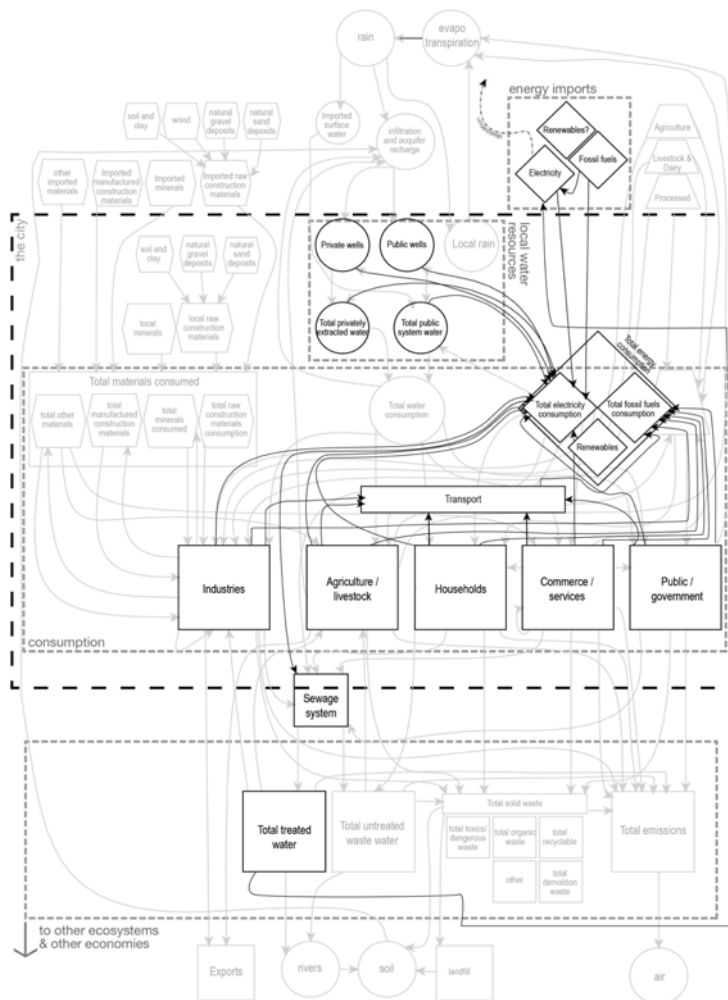 rain
evapo
transpiration
energy imports
soil and
clay
wood
natural
gravel
deposits
natural
sand
deposits
Imported
surface
water
infiltration
and acquifer
recharge
Renewables?
Fossil fuels
Electricity
Agriculture
Livestock &
Dairy
Processed
other
imported
materials
Imported
manufactured
construction
materials
Imported
minerals
Imported raw
construction
materials
the city
soil
and clay
natural
gravel
deposits
natural
sand
deposits
local
minerals
local raw
construction
materials
Private wells
Public wells
Local rain
local water
resources
Total privately
extracted water
Total public
system water
Total energy
consumption
Total materials consumed
total other
materials
total
manufactured
construction
materials
total
minerals
consumed
total raw
construction
materials
consumption
Total water
consumption
Total electricity
consumption
Total fossil fuels
consumption
Renewables
Transport
Industries
Agriculture /
livestock
Households
Commerce /
services
Public /
government
consumption
Sewage
system
Total treated
water
Total untreated
waste water
Total solid waste
total toxics/
dangerous
waste
total organic
waste
total
recyclable
other
total
demolition
waste
Total emissions
to other ecosystems
& other economies
Exports
rivers
soil
landfill
air